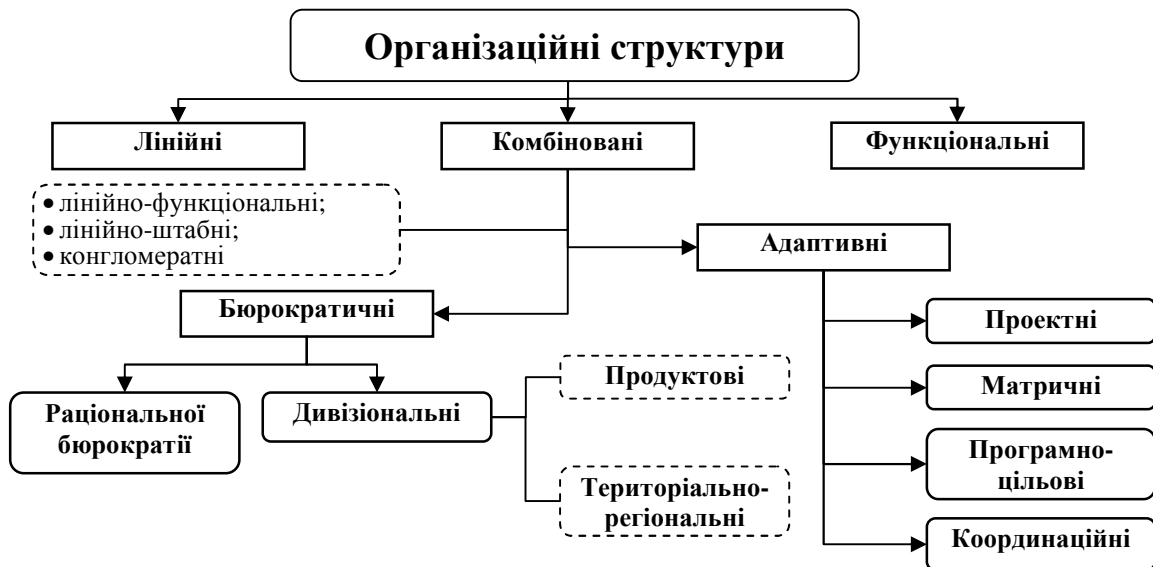 Організаційні структури
Лінійні
Комбіновані
Функціональні
• лінійно-функціональні;
• лінійно-штабні;
• конгломератні
Адаптивні
Бюрократичні
Проектні
Продуктові
Матричні
Раціональної
бюрократії
Дивізіональні
Програмно-
цільові
Територіально-
регіональні
Координаційні